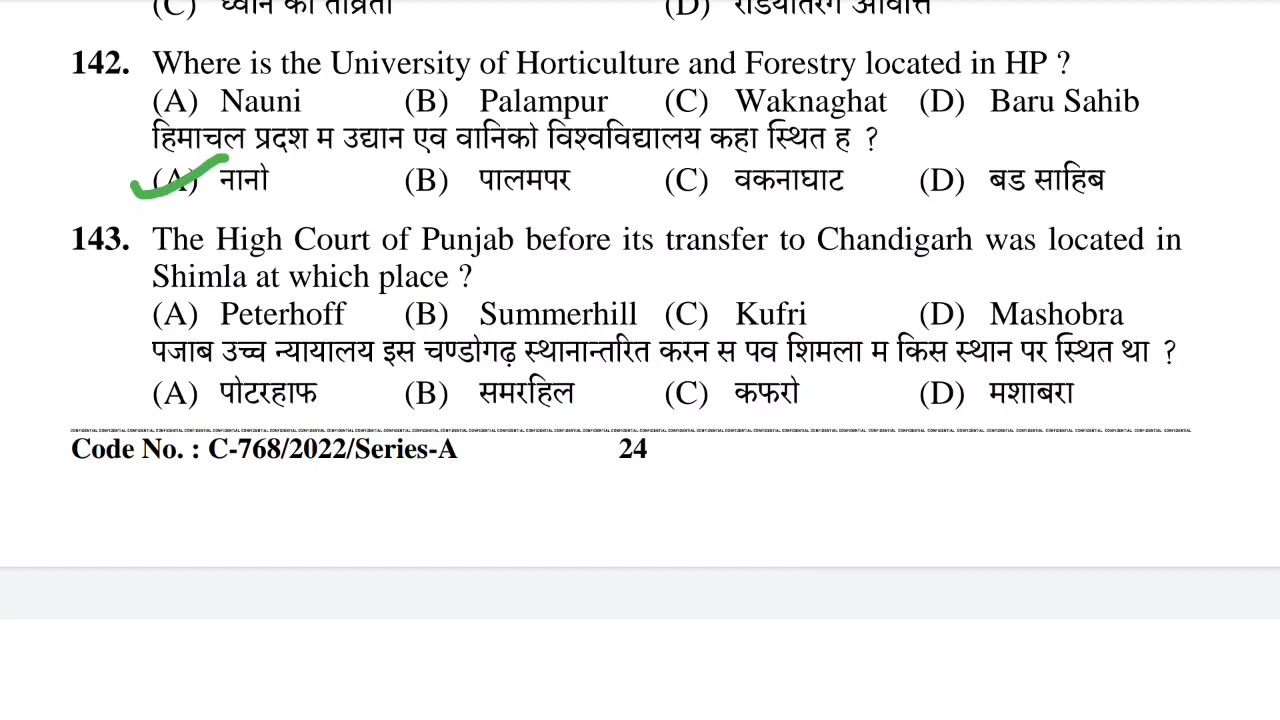 142. Where is the University of Horticulture and Forestry located in HP ?
(A) Nauni (B) Palampur (C) Waknaghat (D) Baru Sahib
हिमाचल प्रदश म उद्यान एव वानिको विश्वविद्यालय कहा स्थित ह ?
(A) नानो (B) पालमपर (C) वकनाघाट (D) बड साहिब
143. The High Court of Punjab before its transfer to Chandigarh was located in
Shimla at which place ?
(A) Peterhoff (B) Summerhill (C) Kufri (D) Mashobra
पजाब उच्च न्यायालय इस चण्डोगढ़ स्थानान्तरित करन स पव शिमला म किस स्थान पर स्थित था ?
(A) पोटरहाफ (B) समरहिल (C) कफरो (D) मशाबरा
Code No. : C-768/2022/Series-A 24